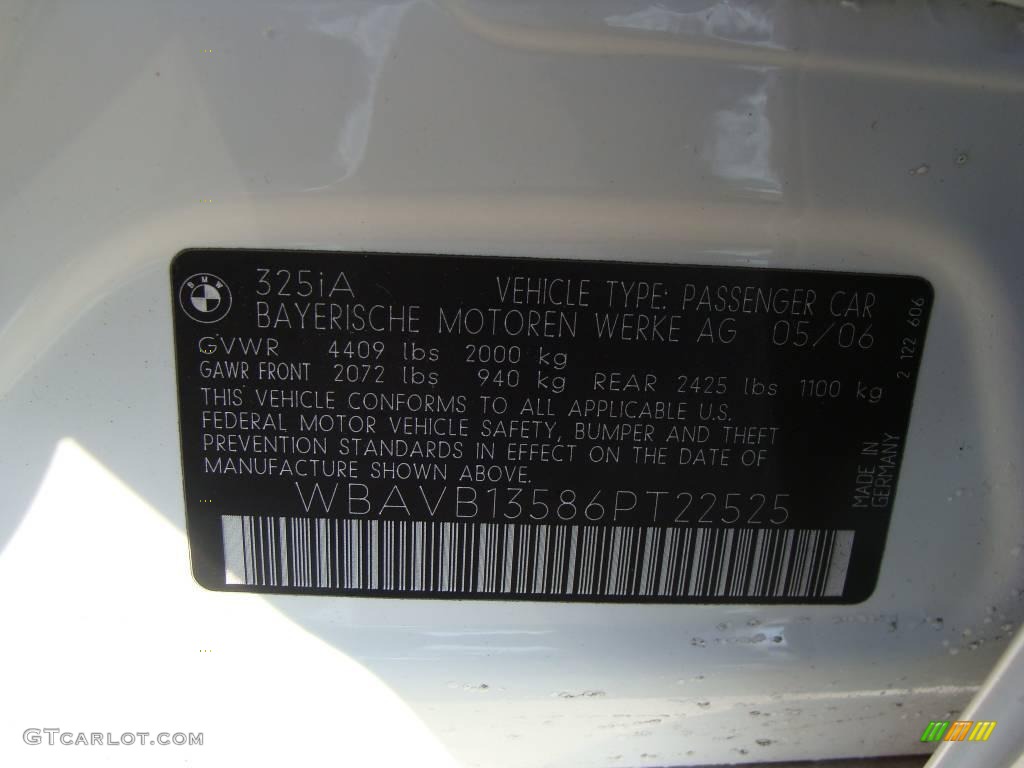 BMW
325iA VEHICLE TYPE: PASSENGER CAR
BAYERISCHE MOTOREN WERKE AG 05/06
GVWR 4409 lbs 2000 kg
GAWR FRONT 2072 lbs 940 kg REAR 2425 lbs 1100 kg
THIS VEHICLE CONFORMS TO ALL APPLICABLE U.S.
FEDERAL MOTOR VEHICLE SAFETY, BUMPER AND THEFT
PREVENTION STANDARDS IN EFFECT ON THE DATE OF
MANUFACTURE SHOWN ABOVE.
WBAVB13586PT22525
2 122 606
MADE IN
GERMANY
GTCARLOT.COM